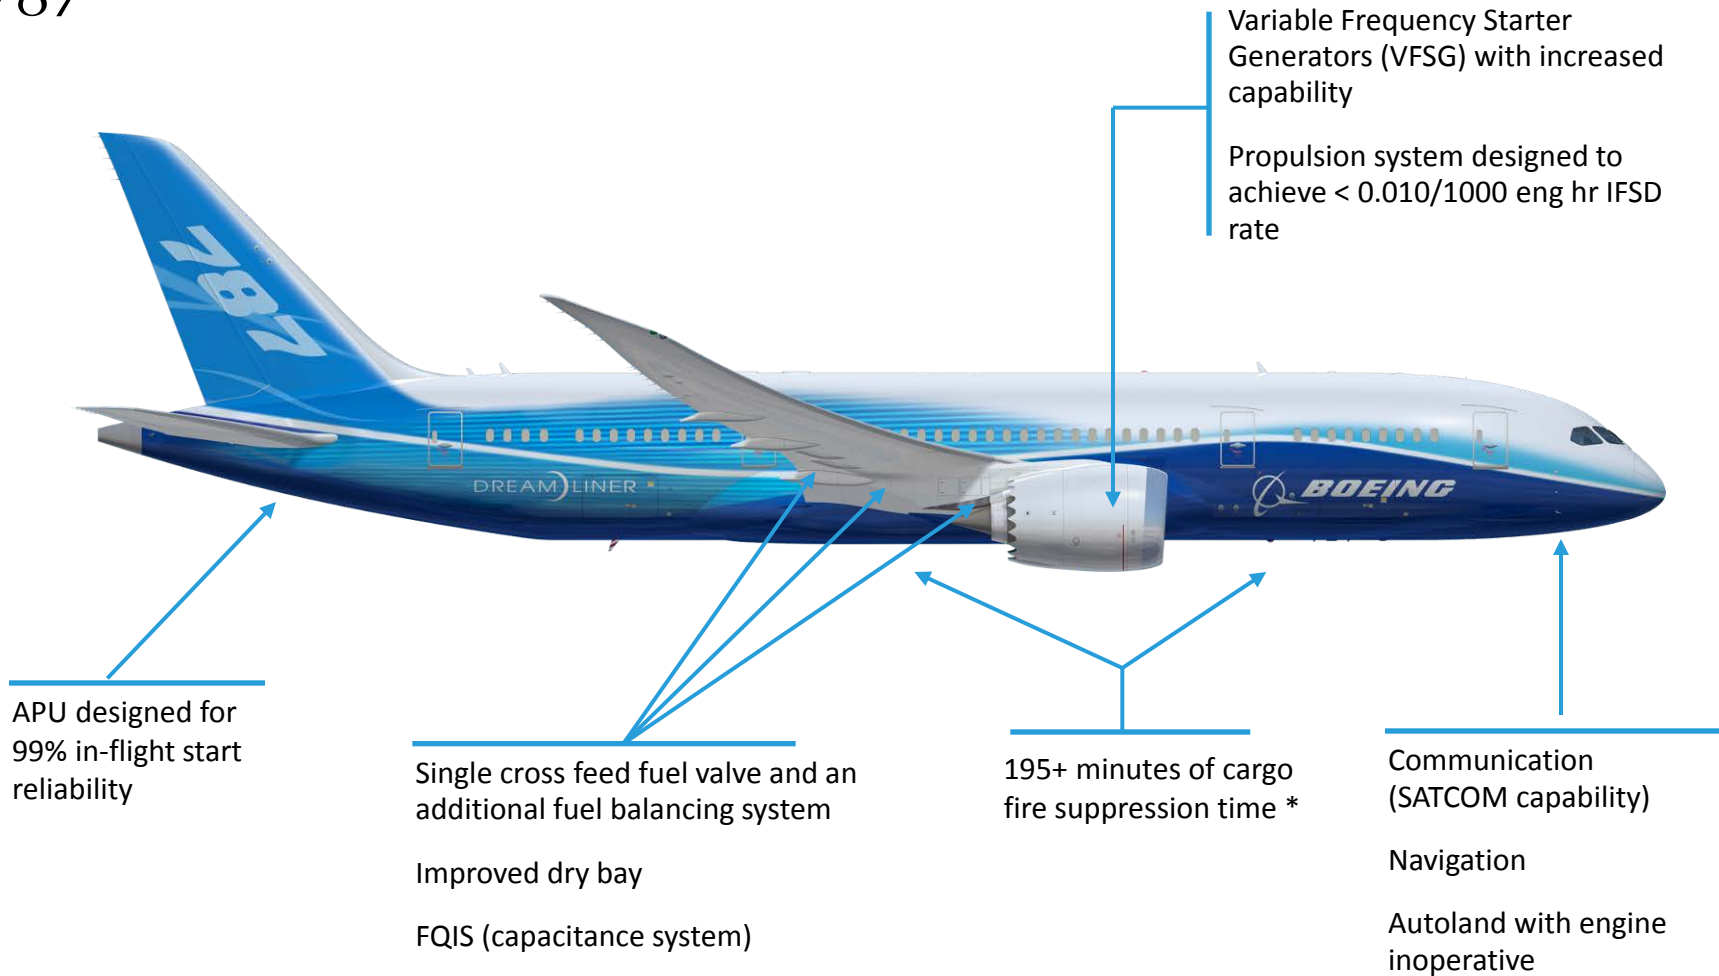 787
Variable Frequency Starter
Generators (VFSG) with increased
capability
Propulsion system designed to
achieve < 0.010/1000 eng hr IFSD
rate
787
DREAMLINER
BOEING
APU designed for
99% in-flight start
reliability
Single cross feed fuel valve and an
additional fuel balancing system
Improved dry bay
FQIS (capacitance system)
195+ minutes of cargo
fire suppression time *
Communication
(SATCOM capability)
Navigation
Autoland with engine
inoperative